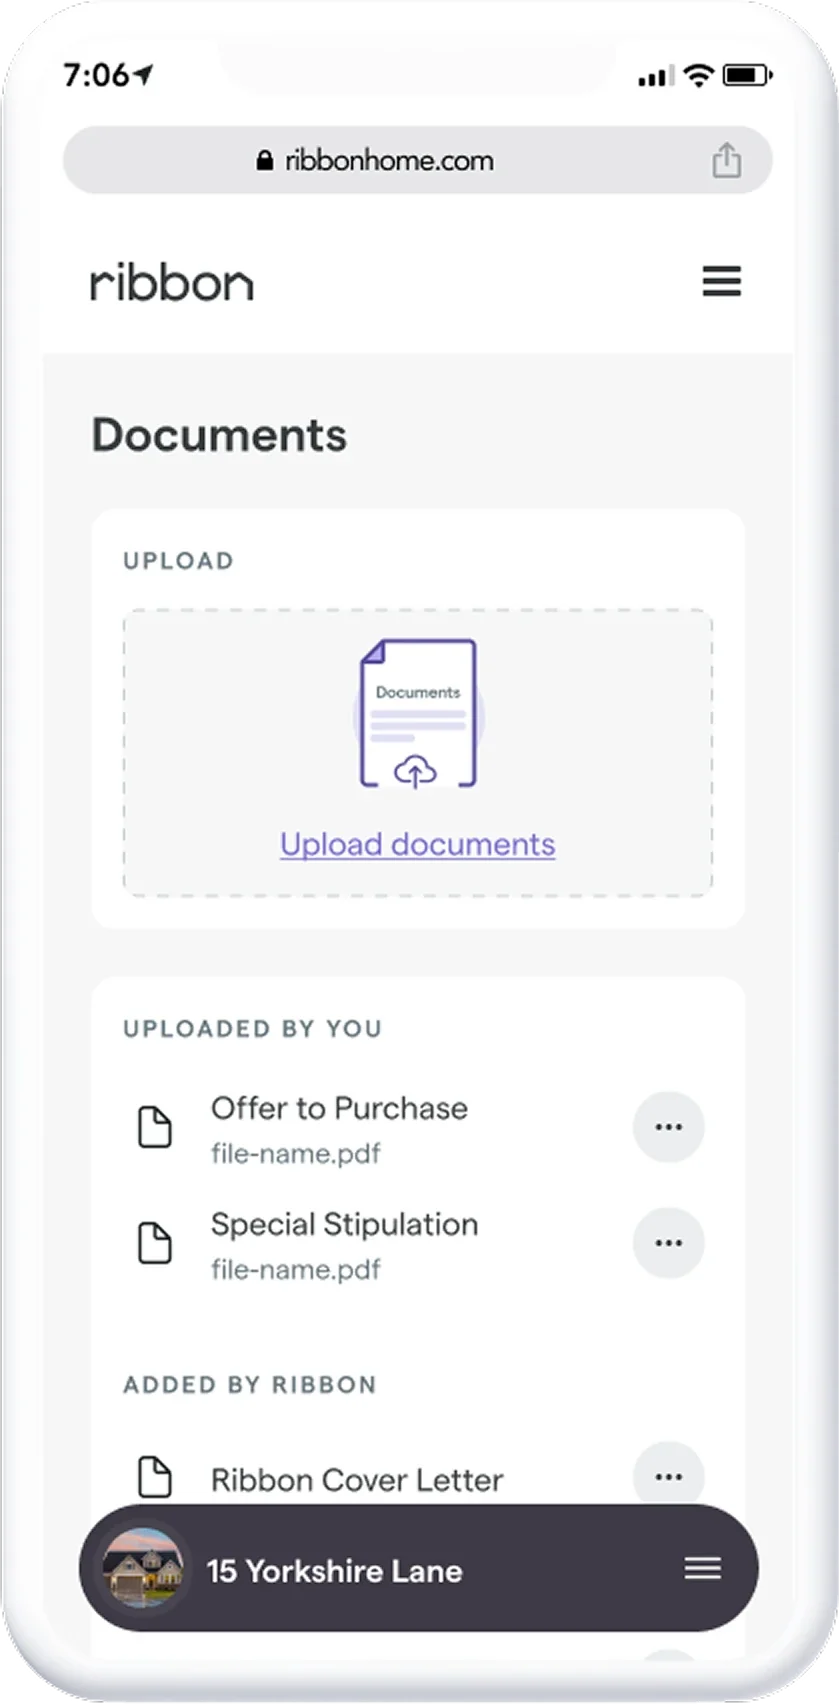 7:06
ribbonhome.com
ribbon
Documents
UPLOAD
Documents
Upload documents
UPLOADED BY YOU
Offer to Purchase
file-name.pdf
Special Stipulation
file-name.pdf
ADDED BY RIBBON
Ribbon Cover Letter
15 Yorkshire Lane